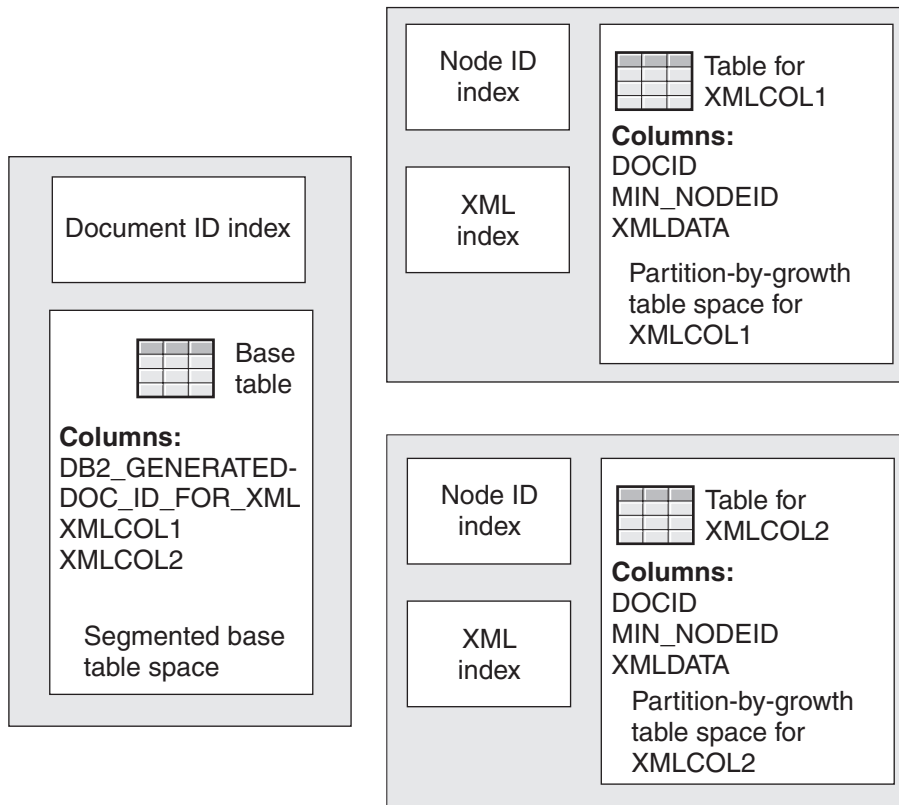 Document ID index
Base
table
Columns:
DB2_GENERATED-
DOC_ID_FOR_XML
XMLCOL1
XMLCOL2
Segmented base
table space
Node ID
index
XML
index
Table for
XMLCOL1
Columns:
DOCID
MIN_NODEID
XMLDATA
Partition-by-growth
table space for
XMLCOL1
Node ID
index
XML
index
Table for
XMLCOL2
Columns:
DOCID
MIN_NODEID
XMLDATA
Partition-by-growth
table space for
XMLCOL2